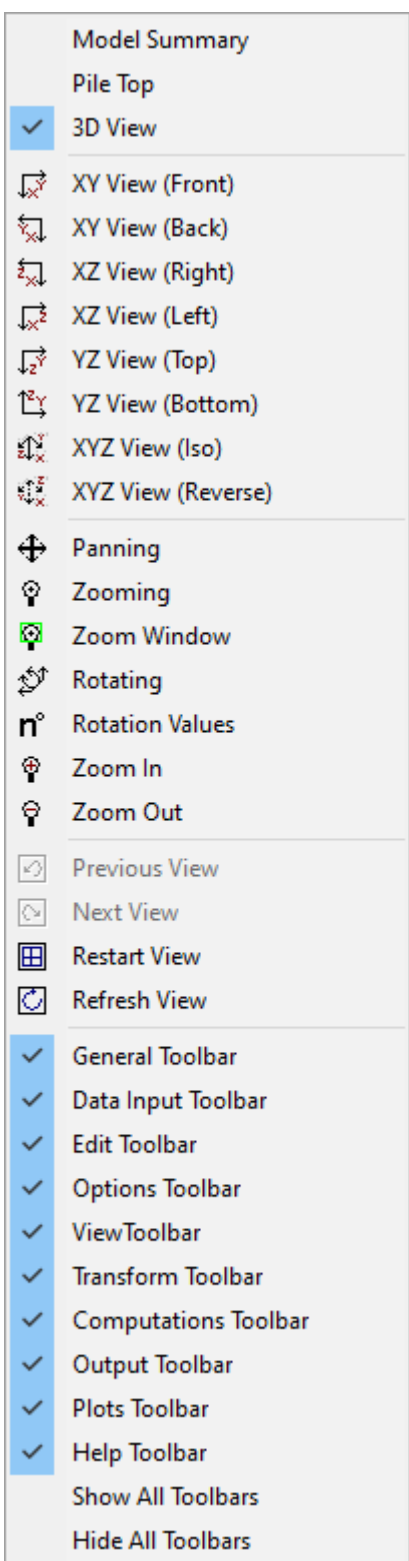 Model Summary
Pile Top
3D View
XY View (Front)
XY View (Back)
XZ View (Right)
XZ View (Left)
YZ View (Top)
YZ View (Bottom)
XYZ View (Iso)
XYZ View (Reverse)
Panning
Zooming
Zoom Window
Rotating
n° Rotation Values
Zoom In
Zoom Out
Previous View
Next View
Restart View
Refresh View
General Toolbar
Data Input Toolbar
Edit Toolbar
Options Toolbar
ViewToolbar
Transform Toolbar
Computations Toolbar
Output Toolbar
Plots Toolbar
Help Toolbar
Show All Toolbars
Hide All Toolbars